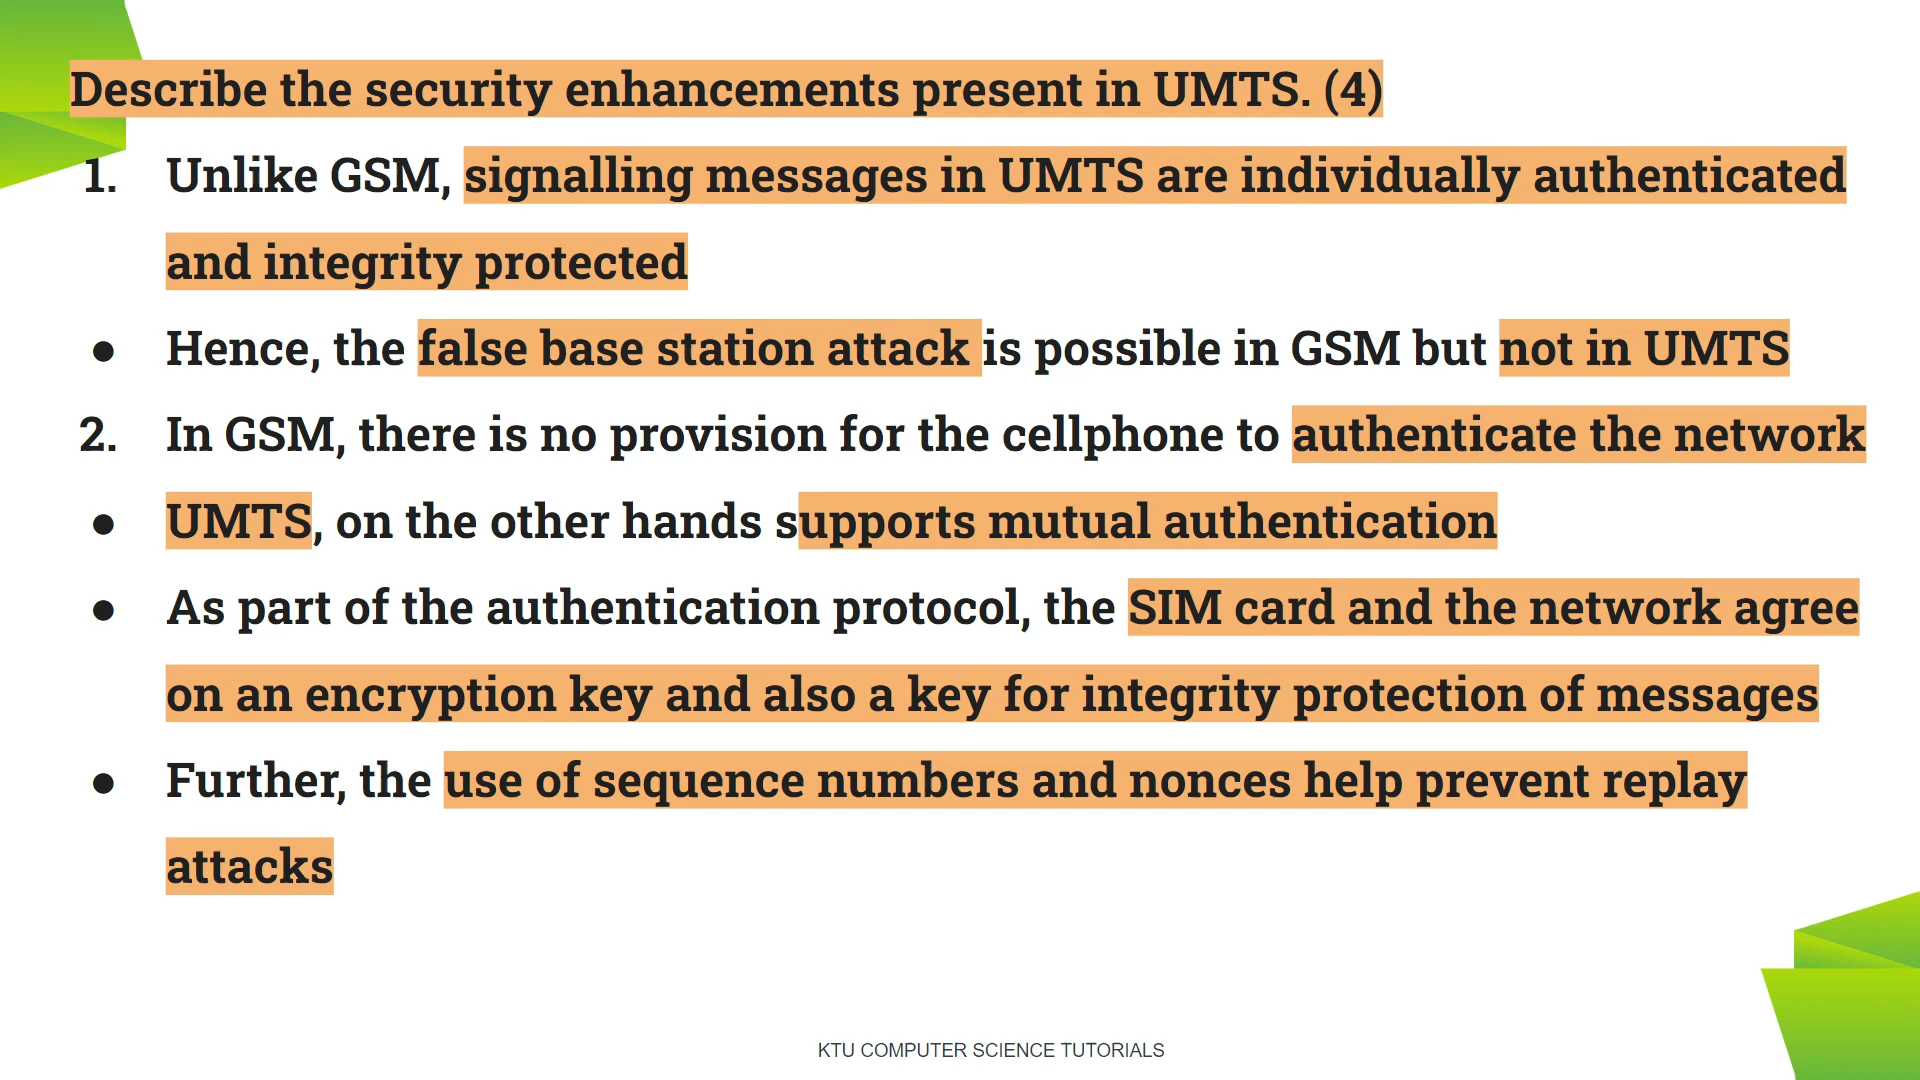 Describe the security enhancements present in UMTS. (4)
1. Unlike GSM, signalling messages in UMTS are individually authenticated
and integrity protected
● Hence, the false base station attack is possible in GSM but not in UMTS
2. In GSM, there is no provision for the cellphone to authenticate the network
● UMTS, on the other hands supports mutual authentication
● As part of the authentication protocol, the SIM card and the network agree
on an encryption key and also a key for integrity protection of messages
● Further, the use of sequence numbers and nonces help prevent replay
attacks
KTU COMPUTER SCIENCE TUTORIALS